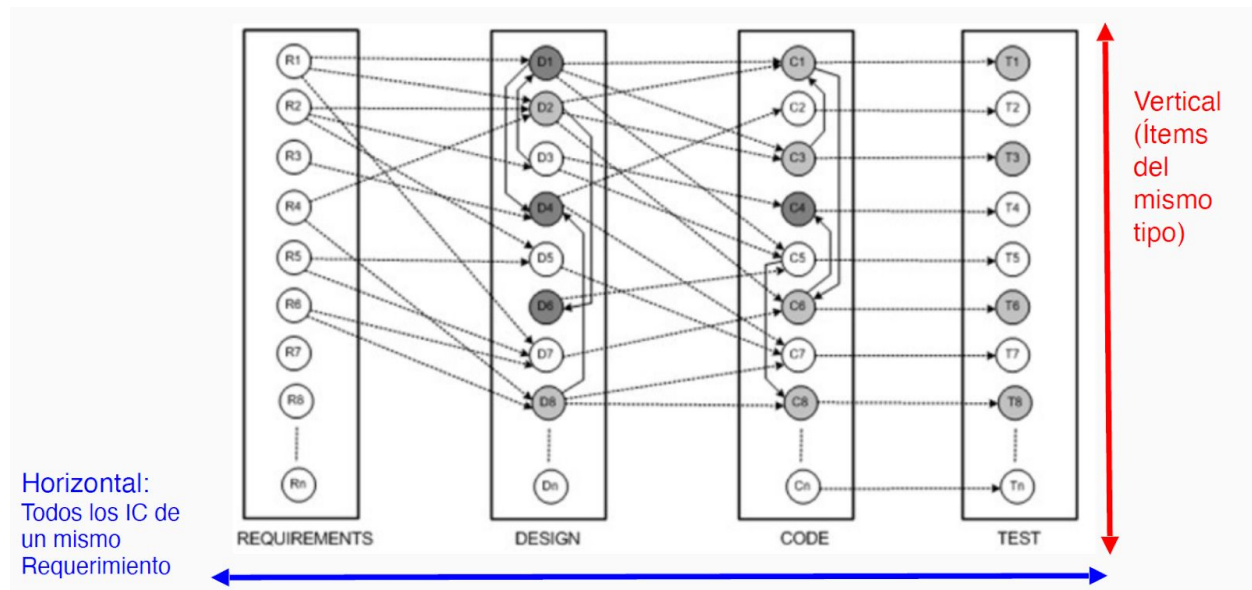 R1
R2
R3
R4
R5
R6
R7
R8
Rn
REQUIREMENTS
D1
D2
D3
D4
D5
D6
D7
D8
Dn
DESIGN
C1
C2
C3
C4
C5
C6
C7
C8
Cn
CODE
T1
T2
T3
T4
T5
T6
T7
T8
Tn
TEST
Vertical
(Ítems
del
mismo
tipo)
Horizontal:
Todos los IC de
un mismo
Requerimiento